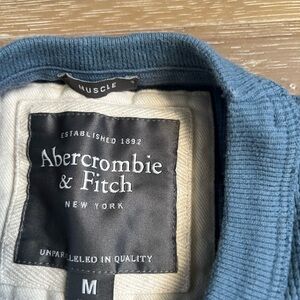 MUSCLE
ESTABLISHED 1892
Abercrombie
& Fitch
NEW YORK
UNPARALLELED IN QUALITY
M